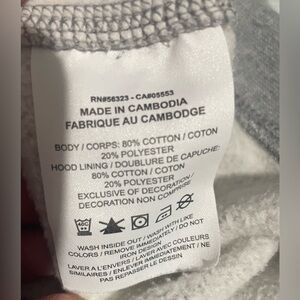 RN#56323 - CA#05553
MADE IN CAMBODIA
FABRIQUE AU CAMBODGE
BODY / CORPS: 80% COTTON / COTON
20% POLYESTER
HOOD LINING / DOUBLURE DE CAPUCHE:
80% COTTON / COTON
20% POLYESTER
EXCLUSIVE OF DECORATION /
DECORATION NON COMPRISE
WASH INSIDE OUT / WASH WITH LIKE
COLORS / REMOVE IMMEDIATELY / DO NOT
IRON DESIGN
LAVER A L'ENVERS / LAVER AVEC COULEURS
SIMILAIRES / ENLEVER IMMEDIATEMENT / NE
PAS REPASSER LE DESSIN